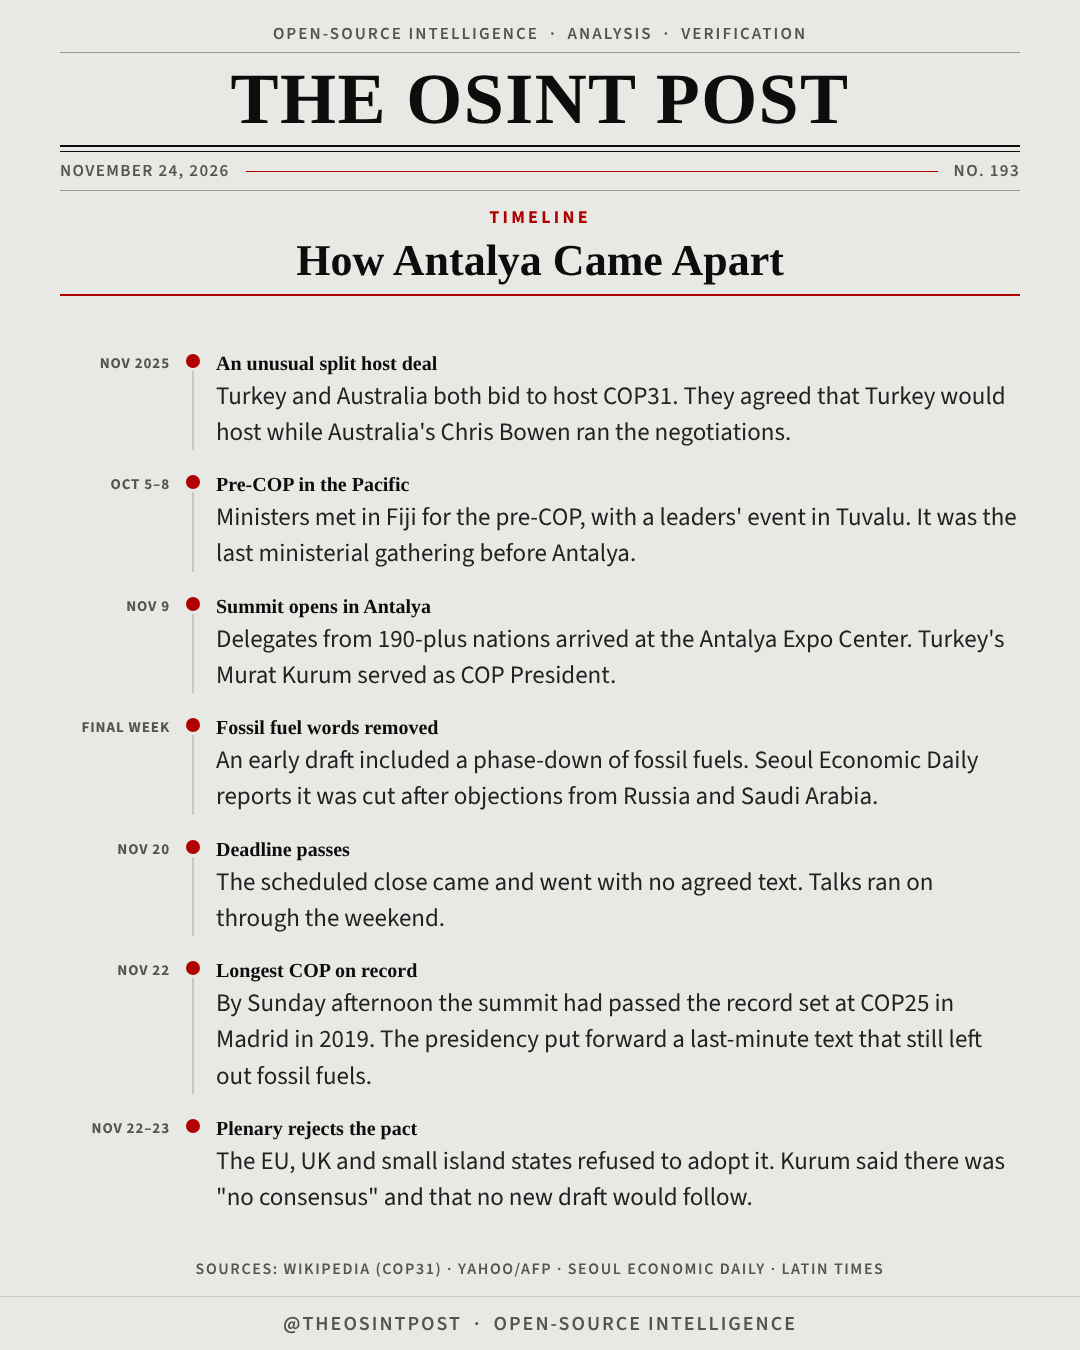 OPEN-SOURCE INTELLIGENCE · ANALYSIS · VERIFICATION
THE OSINT POST
NOVEMBER 24, 2026
NO. 193
TIMELINE
How Antalya Came Apart
NOV 2025
An unusual split host deal
Turkey and Australia both bid to host COP31. They agreed that Turkey would
host while Australia's Chris Bowen ran the negotiations.
OCT 5–8
Pre-COP in the Pacific
Ministers met in Fiji for the pre-COP, with a leaders' event in Tuvalu. It was the
last ministerial gathering before Antalya.
NOV 9
Summit opens in Antalya
Delegates from 190-plus nations arrived at the Antalya Expo Center. Turkey's
Murat Kurum served as COP President.
FINAL WEEK
Fossil fuel words removed
An early draft included a phase-down of fossil fuels. Seoul Economic Daily
reports it was cut after objections from Russia and Saudi Arabia.
NOV 20
Deadline passes
The scheduled close came and went with no agreed text. Talks ran on
through the weekend.
NOV 22
Longest COP on record
By Sunday afternoon the summit had passed the record set at COP25 in
Madrid in 2019. The presidency put forward a last-minute text that still left
out fossil fuels.
NOV 22–23
Plenary rejects the pact
The EU, UK and small island states refused to adopt it. Kurum said there was
"no consensus" and that no new draft would follow.
SOURCES: WIKIPEDIA (COP31) · YAHOO/AFP · SEOUL ECONOMIC DAILY · LATIN TIMES
@THEOSINTPOST · OPEN-SOURCE INTELLIGENCE